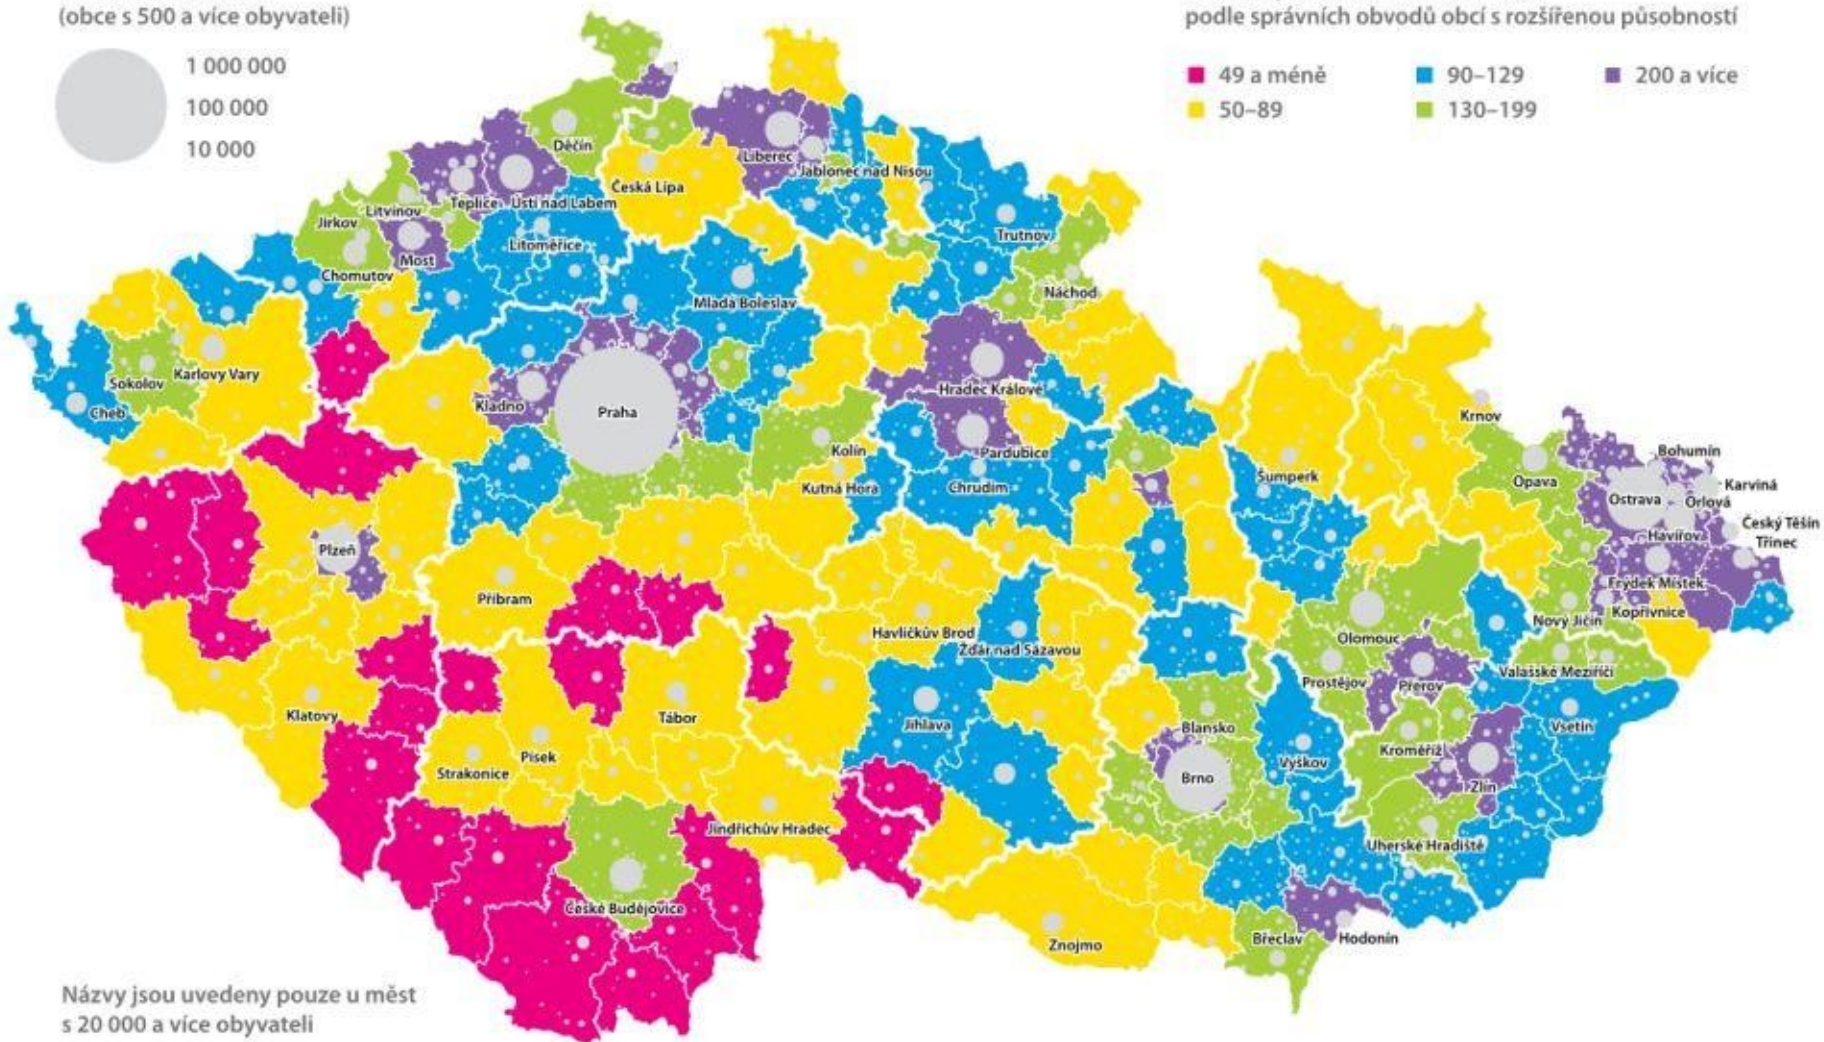 (obce s 500 a více obyvateli)
1 000 000
100 000
10 000
podle správních obvodů obcí s rozšířenou působností
49 a méně
90–129
200 a více
50–89
130–199
Děčín
Liberec
Jablonec nad Nisou
Česká Lípa
Teplice
Ústí nad Labem
Litvínov
Jirkov
Trutnov
Litoměřice
Most
Chomutov
Náchod
Mladá Boleslav
Karlovy Vary
Sokolov
Hradec Králové
Kladno
Praha
Cheb
Krnov
Kolín
Pardubice
Bohumín
Šumperk
Opava
Karviná
Kutná Hora
Chrudim
Ostrava
Orlová
Český Těšín
Havířov
Třinec
Plzeň
Frýdek Místek
Příbram
Kopřivnice
Nový Jičín
Havlíčkův Brod
Olomouc
Žďár nad Sázavou
Valašské Meziříčí
Prostějov
Přerov
Klatovy
Tábor
Jihlava
Blansko
Vsetín
Kroměříž
Písek
Vyškov
Strakonice
Brno
Zlín
Jindřichův Hradec
Uherské Hradiště
České Budějovice
Břeclav
Hodonín
Znojmo
Názvy jsou uvedeny pouze u měst
s 20 000 a více obyvateli